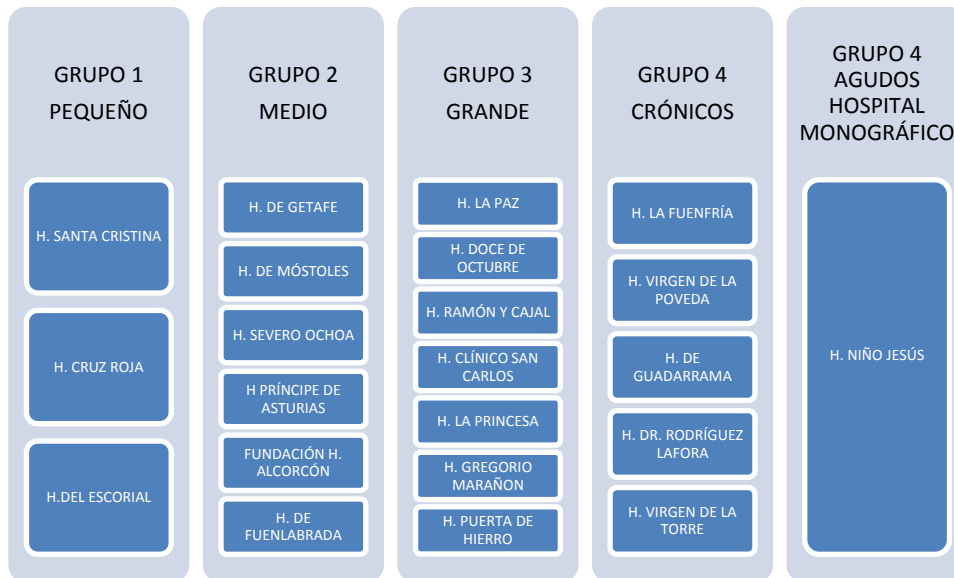 GRUPO 1
PEQUEÑO
H. SANTA CRISTINA
H. CRUZ ROJA
H.DEL ESCORIAL
GRUPO 2
MEDIO
H. DE GETAFE
H. DE MÓSTOLES
H. SEVERO OCHOA
H PRÍNCIPE DE
ASTURIAS
FUNDACIÓN H.
ALCORCÓN
H. DE
FUENLABRADA
GRUPO 3
GRANDE
H. LA PAZ
H. DOCE DE
OCTUBRE
H. RAMÓN Y CAJAL
H. CLÍNICO SAN
CARLOS
H. LA PRINCESA
H. GREGORIO
MARAÑON
H. PUERTA DE
HIERRO
GRUPO 4
CRÓNICOS
H. LA FUENFRÍA
H. VIRGEN DE LA
POVEDA
H. DE
GUADARRAMA
H. DR. RODRÍGUEZ
LAFORA
H. VIRGEN DE LA
TORRE
GRUPO 4
AGUDOS
HOSPITAL
MONOGRÁFICO
H. NIÑO JESÚS